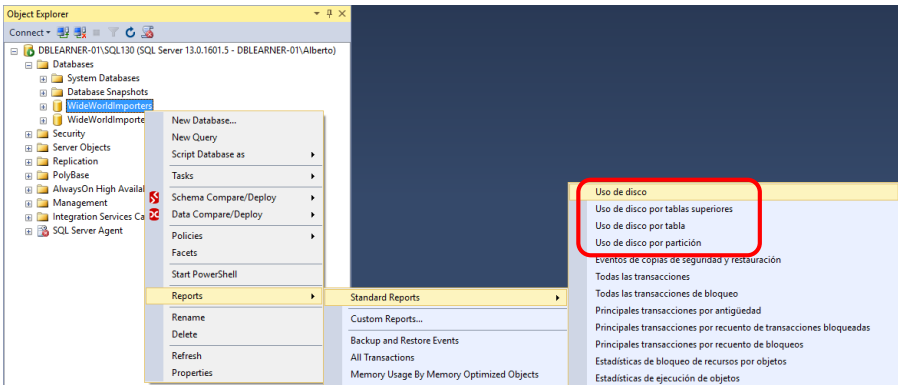 Object Explorer
Connect
DBLEARNER-01\SQL130 (SQL Server 13.0.1601.5 - DBLEARNER-01\Alberto)
Databases
System Databases
Database Snapshots
WideWorldImporters
WideWorldImporte
Security
Server Objects
Replication
PolyBase
AlwaysOn High Availal
Management
Integration Services Ca
SQL Server Agent
New Database...
New Query
Script Database as
Tasks
Schema Compare/Deploy
Data Compare/Deploy
Policies
Facets
Start PowerShell
Reports
Rename
Delete
Refresh
Properties
Standard Reports
Custom Reports...
Backup and Restore Events
All Transactions
Memory Usage By Memory Optimized Objects
Uso de disco
Uso de disco por tablas superiores
Uso de disco por tabla
Uso de disco por partición
Eventos de copias de seguridad y restauración
Todas las transacciones
Todas las transacciones de bloqueo
Principales transacciones por antigüedad
Principales transacciones por recuento de transacciones bloqueadas
Principales transacciones por recuento de bloqueos
Estadísticas de bloqueo de recursos por objetos
Estadísticas de ejecución de objetos